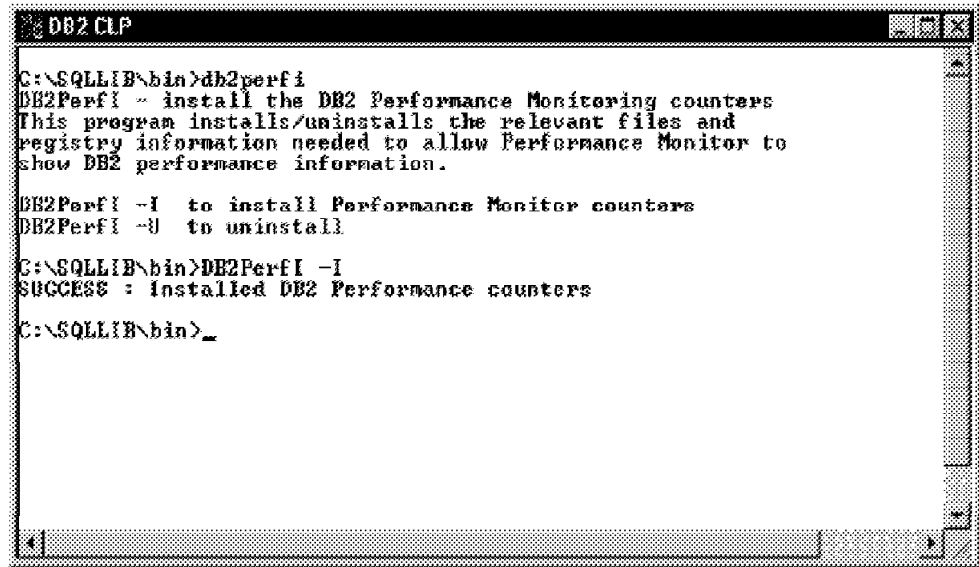 DB2 CLP
C:\SQLLIB\bin>db2perfi
DB2PerfI - install the DB2 Performance Monitoring counters
This program installs/uninstalls the relevant files and
registry information needed to allow Performance Monitor to
show DB2 performance information.
DB2PerfI -I  to install Performance Monitor counters
DB2PerfI -U  to uninstall
C:\SQLLIB\bin>DB2PerfI -I
SUCCESS : Installed DB2 Performance counters
C:\SQLLIB\bin>_